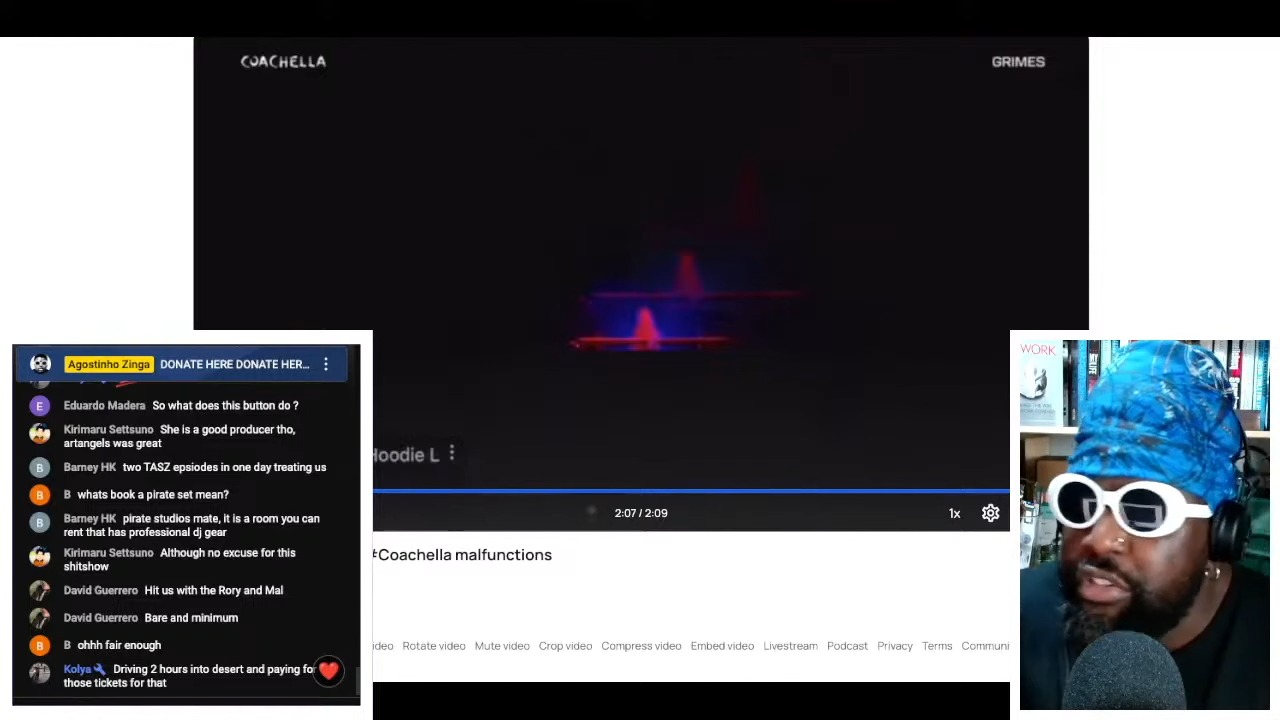 COACHELLA
GRIMES
WORK
Agostinho Zinga DONATE HERE DONATE HER...
Eduardo Madera So what does this button do ?
Kirimaru Settsuno She is a good producer tho,
artangels was great
Barney HK two TASZ epsiodes in one day treating us
B whats book a pirate set mean?
Barney HK pirate studios mate, it is a room you can
rent that has professional dj gear
Kirimaru Settsuno Although no excuse for this
shitshow
David Guerrero Hit us with the Rory and Mal
David Guerrero Bare and minimum
B ohhh fair enough
Kolya Driving 2 hours into desert and paying fo
those tickets for that
Hoodie L
2:07 / 2:09
1x
#Coachella malfunctions
ideo Rotate video Mute video Crop video Compress video Embed video Livestream Podcast Privacy Terms Communi